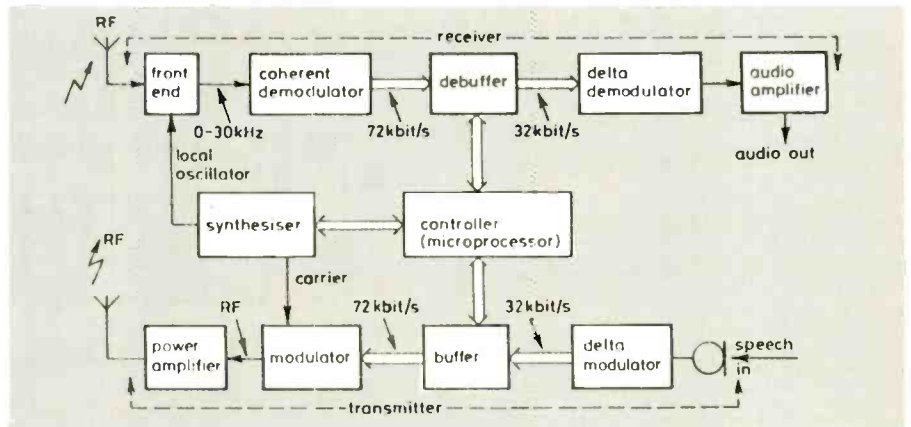 RF
receiver
front
end
coherent
demodulator
debuffer
delta
demodulator
audio
amplifier
0-30kHz
72kbit/s
32kbit/s
audio out
local
oscillator
synthesiser
controller
(microprocessor)
RF
carrier
RF
72kbit/s
32kbit/s
power
amplifier
modulator
buffer
delta
modulator
speech
in
transmitter